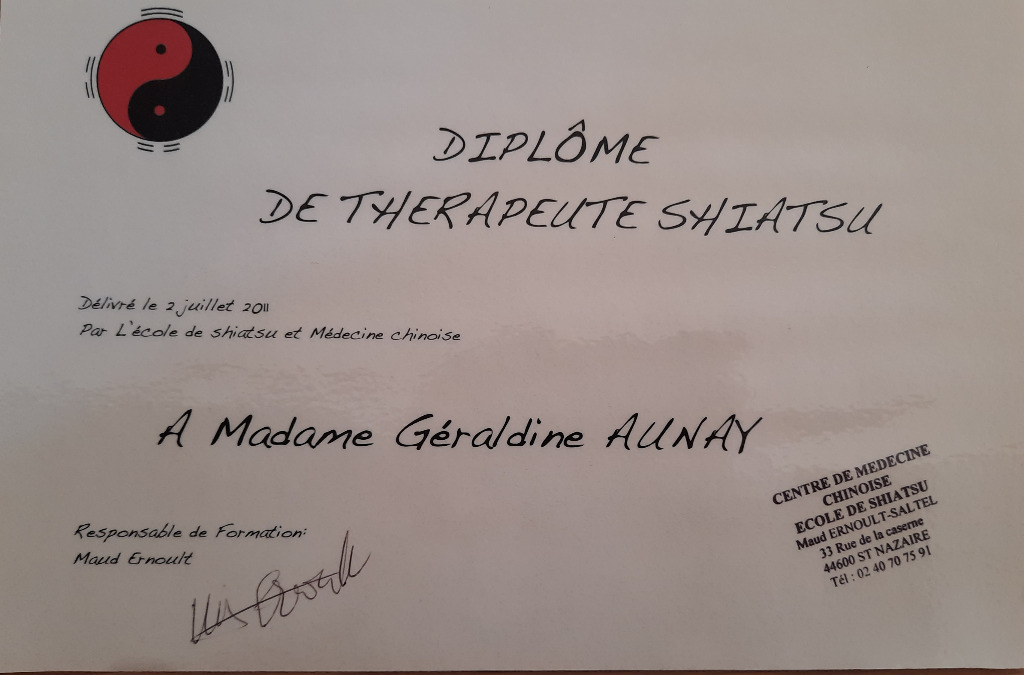 DIPLÔME
DE THERAPEUTE SHIATSU
Délivré le 2 juillet 2011
Par L'école de shiatsu et Médecine chinoise
A Madame Géraldine AUNAY
Responsable de Formation:
Maud Ernoult
CENTRE DE MEDECINE
CHINOISE
ECOLE DE SHIATSU
Maud ERNOULT-SALTEL
33 Rue de la caserne
44600 ST NAZAIRE
Tél : 02 40 70 75 91